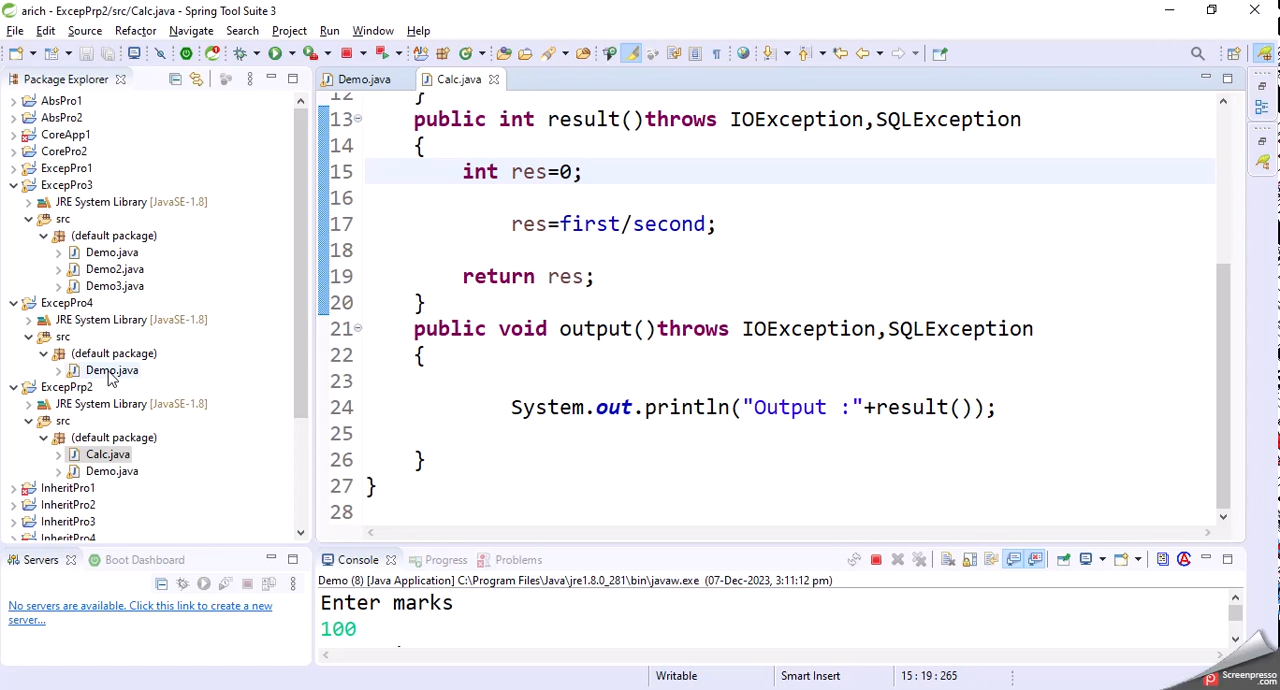 arich - ExcepPrp2/src/Calc.java - Spring Tool Suite 3
File Edit Source Refactor Navigate Search Project Run Window Help
Package Explorer
AbsPro1
AbsPro2
CoreApp1
CorePro2
ExcepPro1
ExcepPro3
JRE System Library [JavaSE-1.8]
src
(default package)
Demo.java
Demo2.java
Demo3.java
ExcepPro4
JRE System Library [JavaSE-1.8]
src
(default package)
Demo.java
ExcepPrp2
JRE System Library [JavaSE-1.8]
src
(default package)
Calc.java
Demo.java
InheritPro1
InheritPro2
InheritPro3
InheritPro4
Demo.java Calc.java
12 }
13 public int result()throws IOException,SQLException
14 {
15 int res=0;
16
17 res=first/second;
18
19 return res;
20 }
21 public void output()throws IOException,SQLException
22 {
23
24 System.out.println("Output :"+result());
25
26 }
27 }
28
Servers Boot Dashboard
No servers are available. Click this link to create a new
server...
Console Progress Problems
Demo (8) [Java Application] C:\Program Files\Java\jre1.8.0_281\bin\javaw.exe (07-Dec-2023, 3:11:12 pm)
Enter marks
100
Writable Smart Insert 15 : 19 : 265
Screenpresso
.com